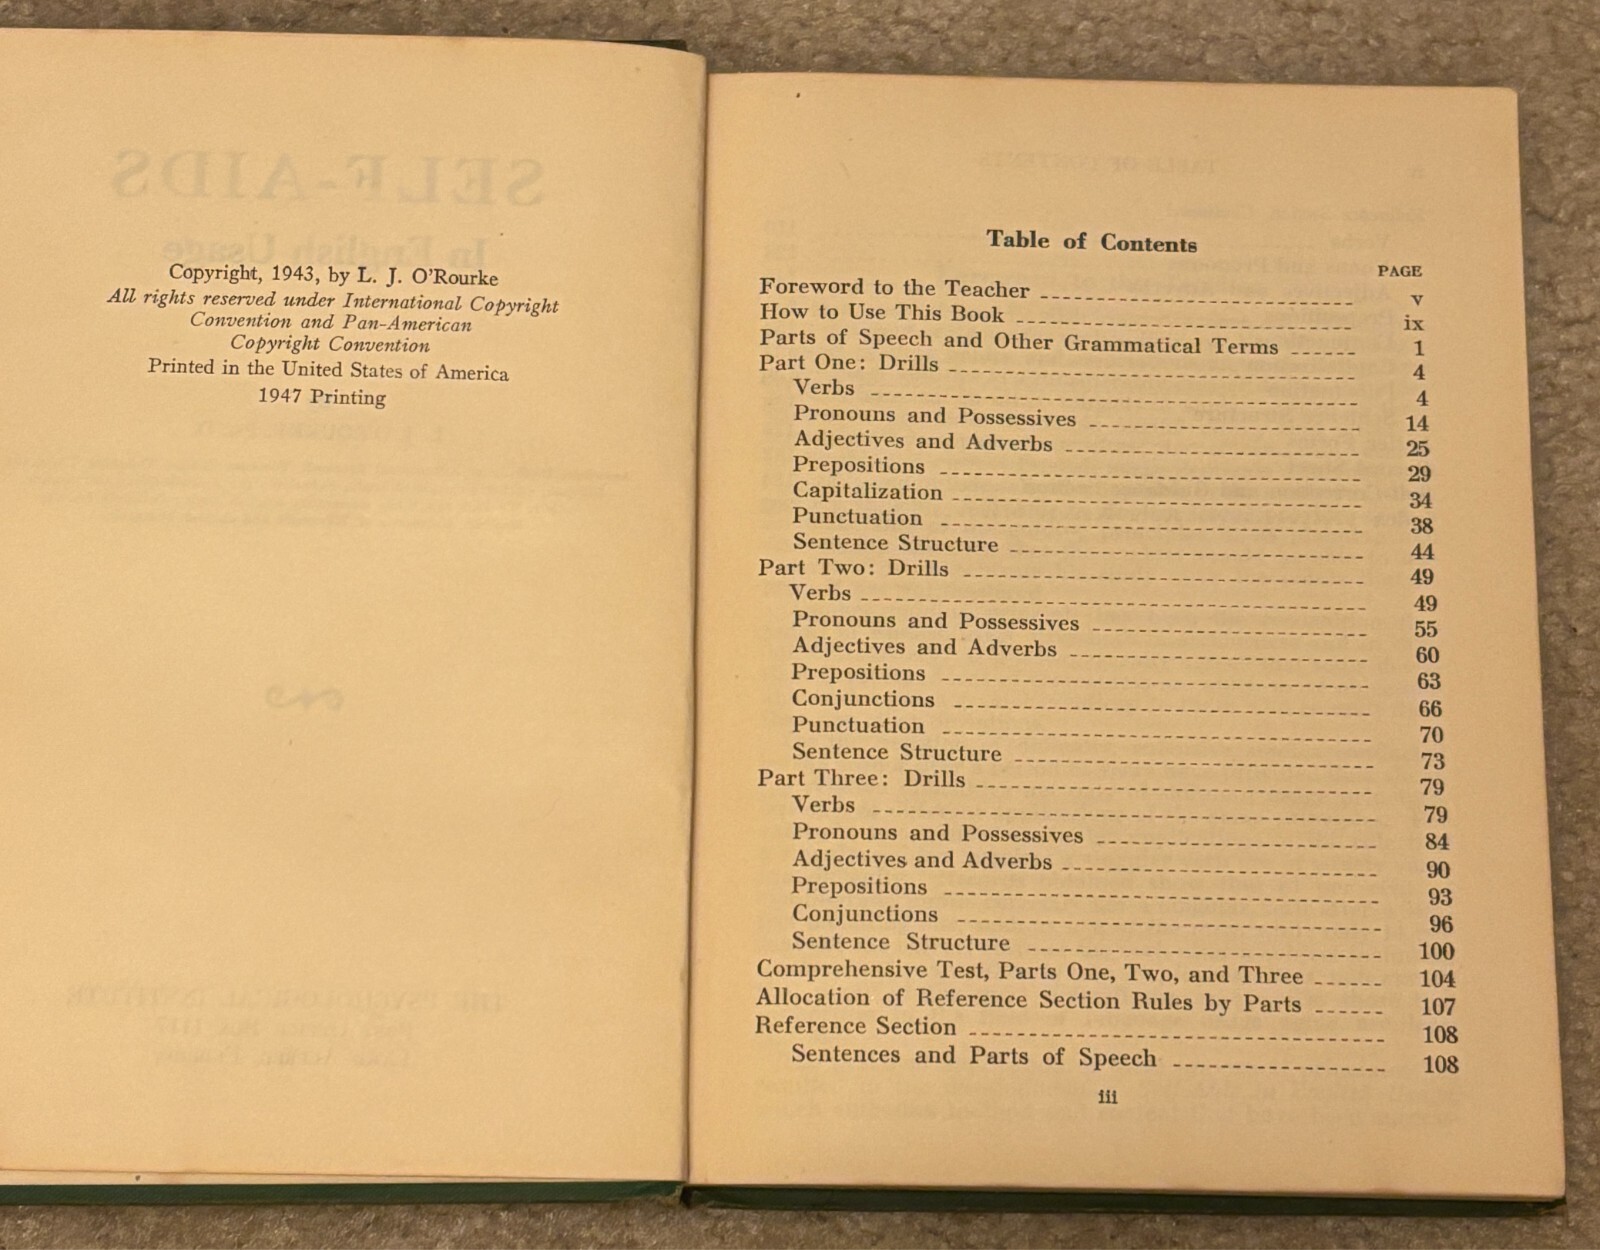 Copyright, 1943, by L. J. O'Rourke
All rights reserved under International Copyright
Convention and Pan-American
Copyright Convention
Printed in the United States of America
1947 Printing
SELF-AIDS
In English Usage
Table of Contents
PAGE
Foreword to the Teacher v
How to Use This Book ix
Parts of Speech and Other Grammatical Terms 1
Part One: Drills 4
Verbs 4
Pronouns and Possessives 14
Adjectives and Adverbs 25
Prepositions 29
Capitalization 34
Punctuation 38
Sentence Structure 44
Part Two: Drills 49
Verbs 49
Pronouns and Possessives 55
Adjectives and Adverbs 60
Prepositions 63
Conjunctions 66
Punctuation 70
Sentence Structure 73
Part Three: Drills 79
Verbs 79
Pronouns and Possessives 84
Adjectives and Adverbs 90
Prepositions 93
Conjunctions 96
Sentence Structure 100
Comprehensive Test, Parts One, Two, and Three 104
Allocation of Reference Section Rules by Parts 107
Reference Section 108
Sentences and Parts of Speech 108
iii